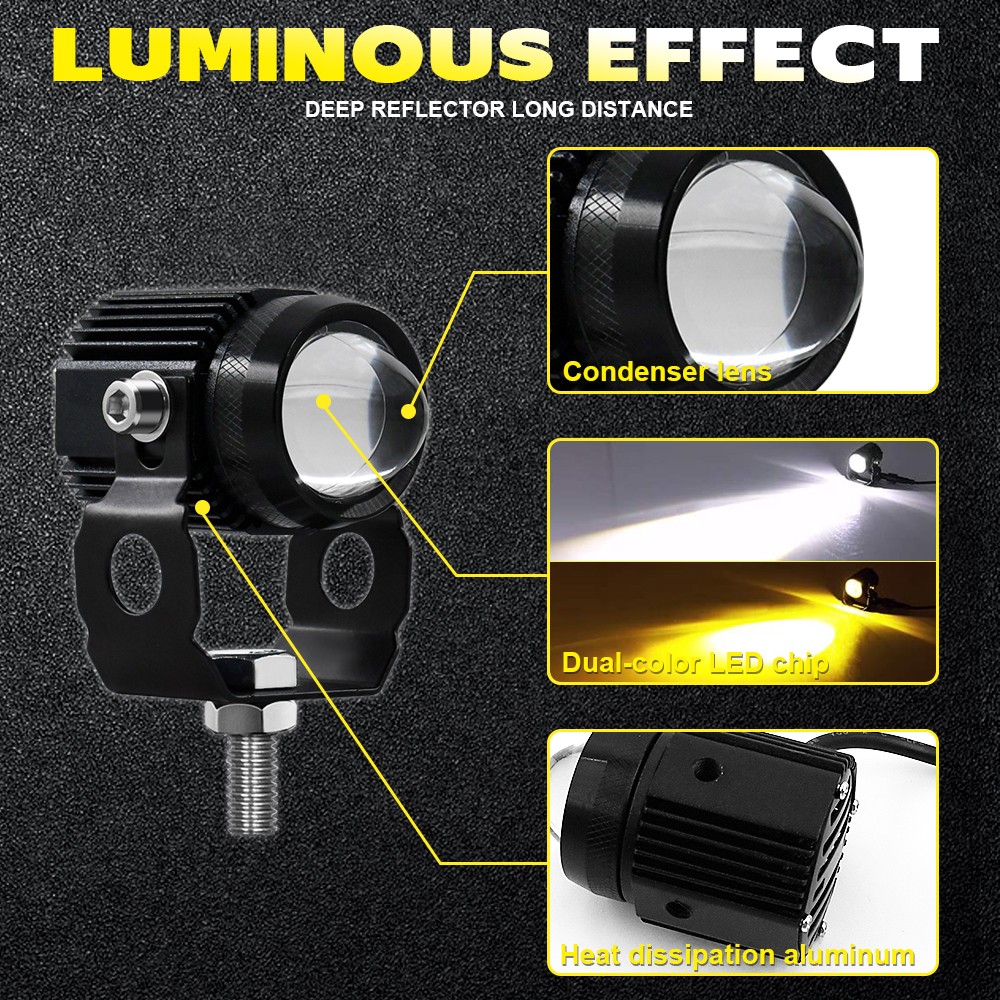 LUMINOUS EFFECT
DEEP REFLECTOR LONG DISTANCE
Condenser lens
Dual-color LED chip
Heat dissipation aluminum